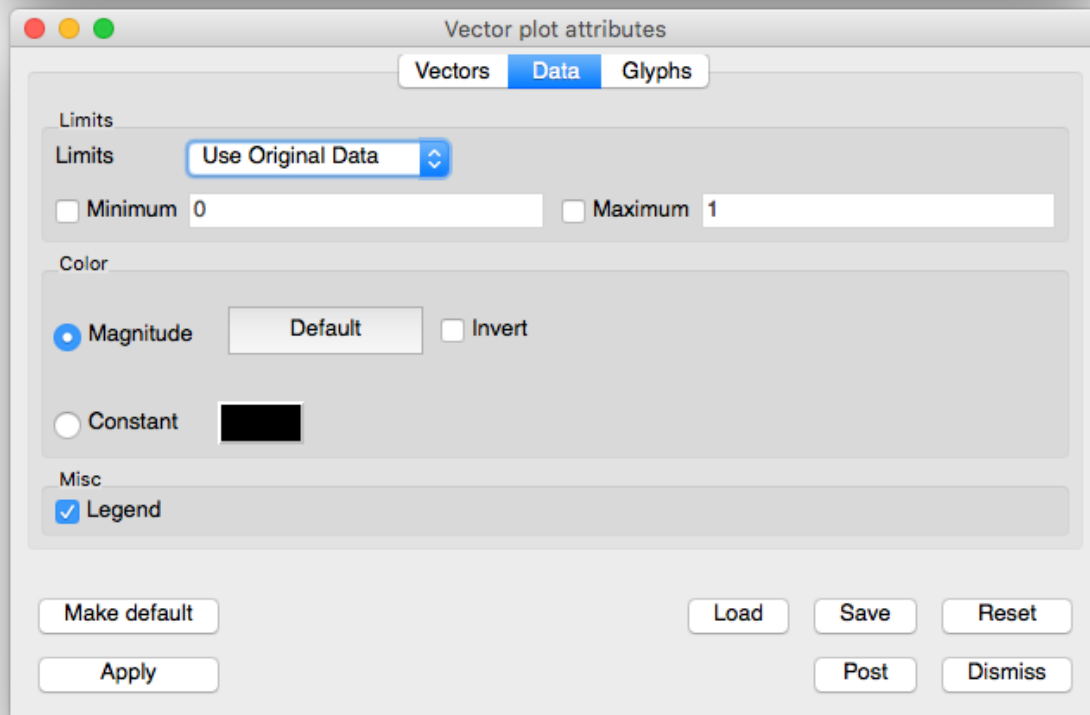 Vector plot attributes
Vectors Data Glyphs
Limits
Limits Use Original Data
Minimum 0 Maximum 1
Color
Magnitude Default Invert
Constant
Misc
Legend
Make default Load Save Reset
Apply Post Dismiss